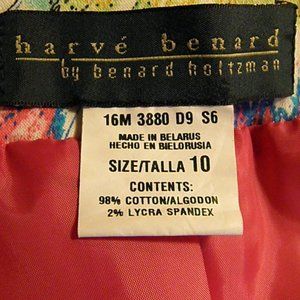 harvé benard
by benard holtzman
16M 3880 D9 S6
MADE IN BELARUS
HECHO EN BIELORUSIA
SIZE/TALLA 10
CONTENTS:
98% COTTON/ALGODON
2% LYCRA SPANDEX